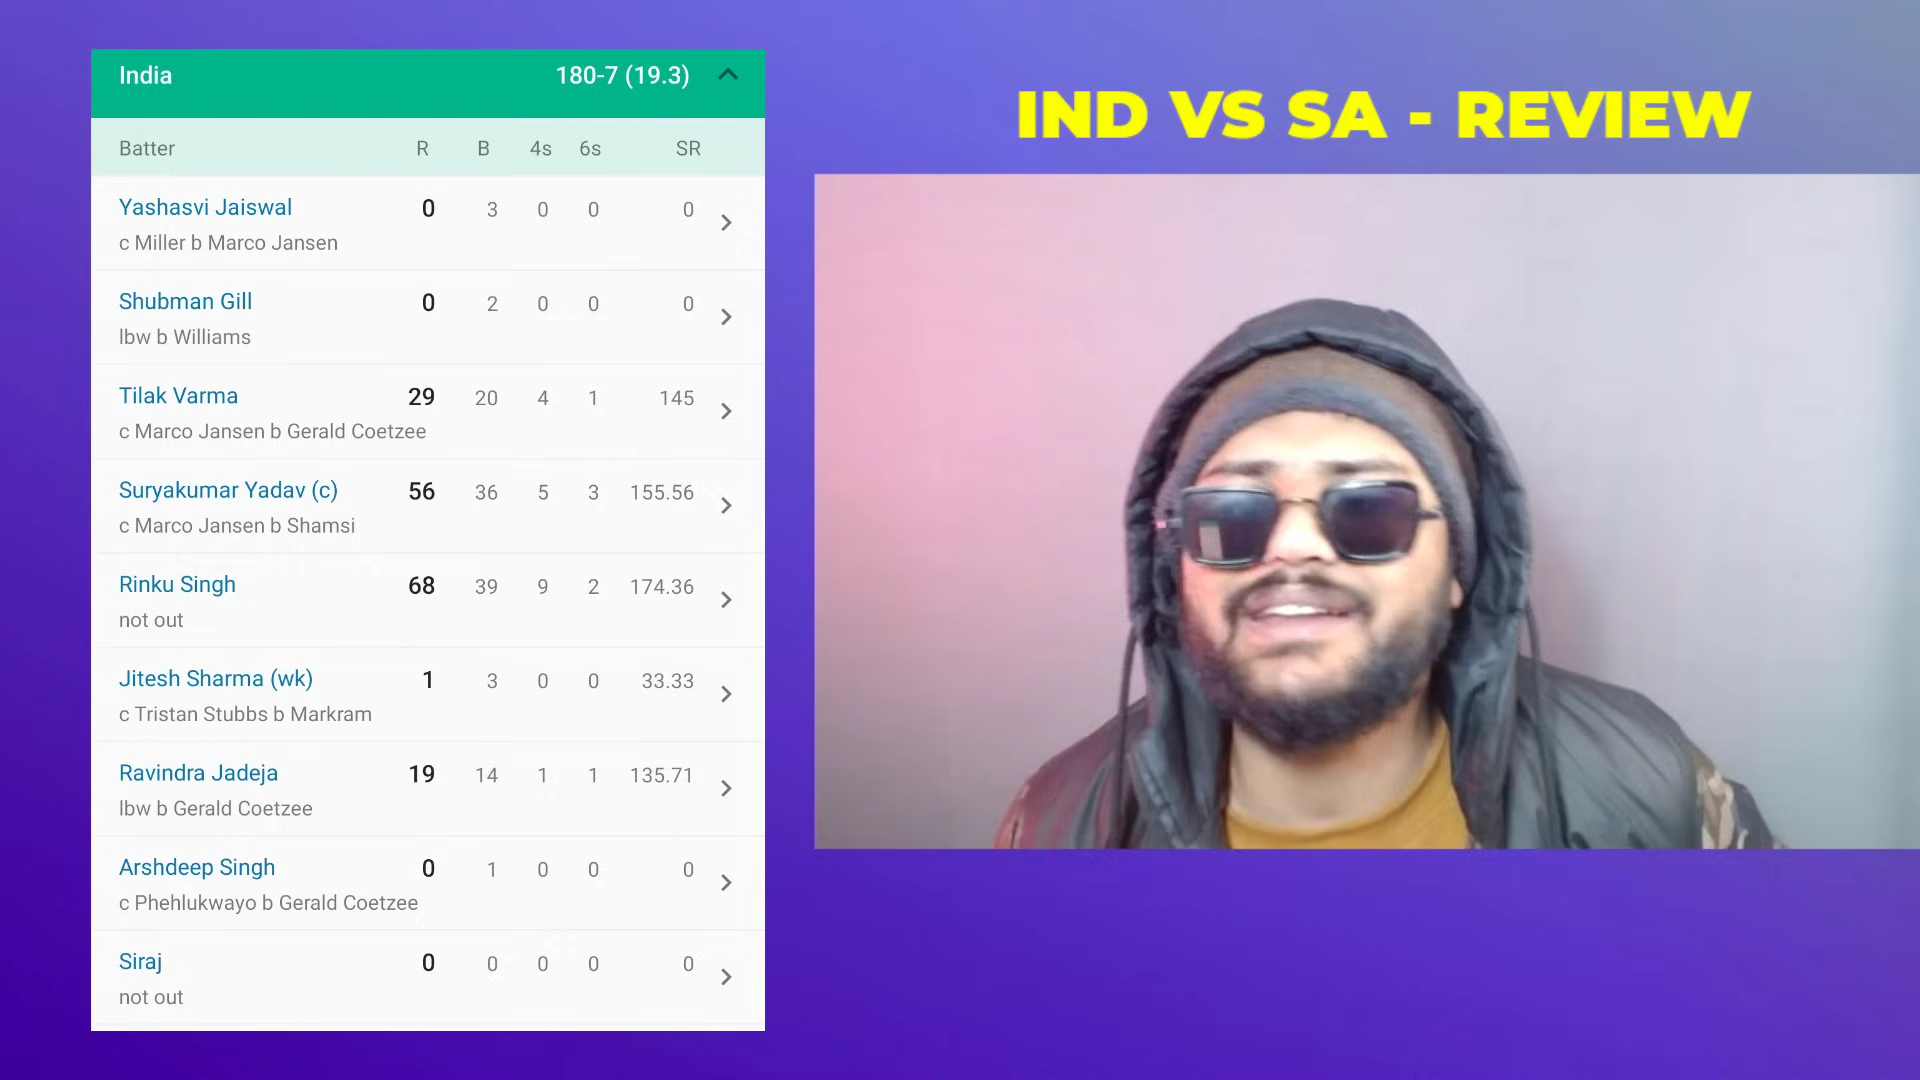 India 180-7 (19.3)
Batter R B 4s 6s SR
Yashasvi Jaiswal 0 3 0 0 0
c Miller b Marco Jansen
Shubman Gill 0 2 0 0 0
lbw b Williams
Tilak Varma 29 20 4 1 145
c Marco Jansen b Gerald Coetzee
Suryakumar Yadav (c) 56 36 5 3 155.56
c Marco Jansen b Shamsi
Rinku Singh 68 39 9 2 174.36
not out
Jitesh Sharma (wk) 1 3 0 0 33.33
c Tristan Stubbs b Markram
Ravindra Jadeja 19 14 1 1 135.71
lbw b Gerald Coetzee
Arshdeep Singh 0 1 0 0 0
c Phehlukwayo b Gerald Coetzee
Siraj 0 0 0 0 0
not out
IND VS SA - REVIEW